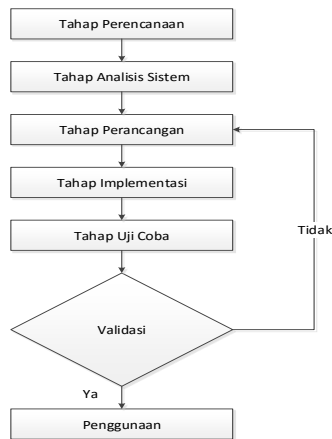 Tahap Perencanaan
Tahap Analisis Sistem
Tahap Perancangan
Tahap Implementasi
Tahap Uji Coba
Tidak
Validasi
Ya
Penggunaan